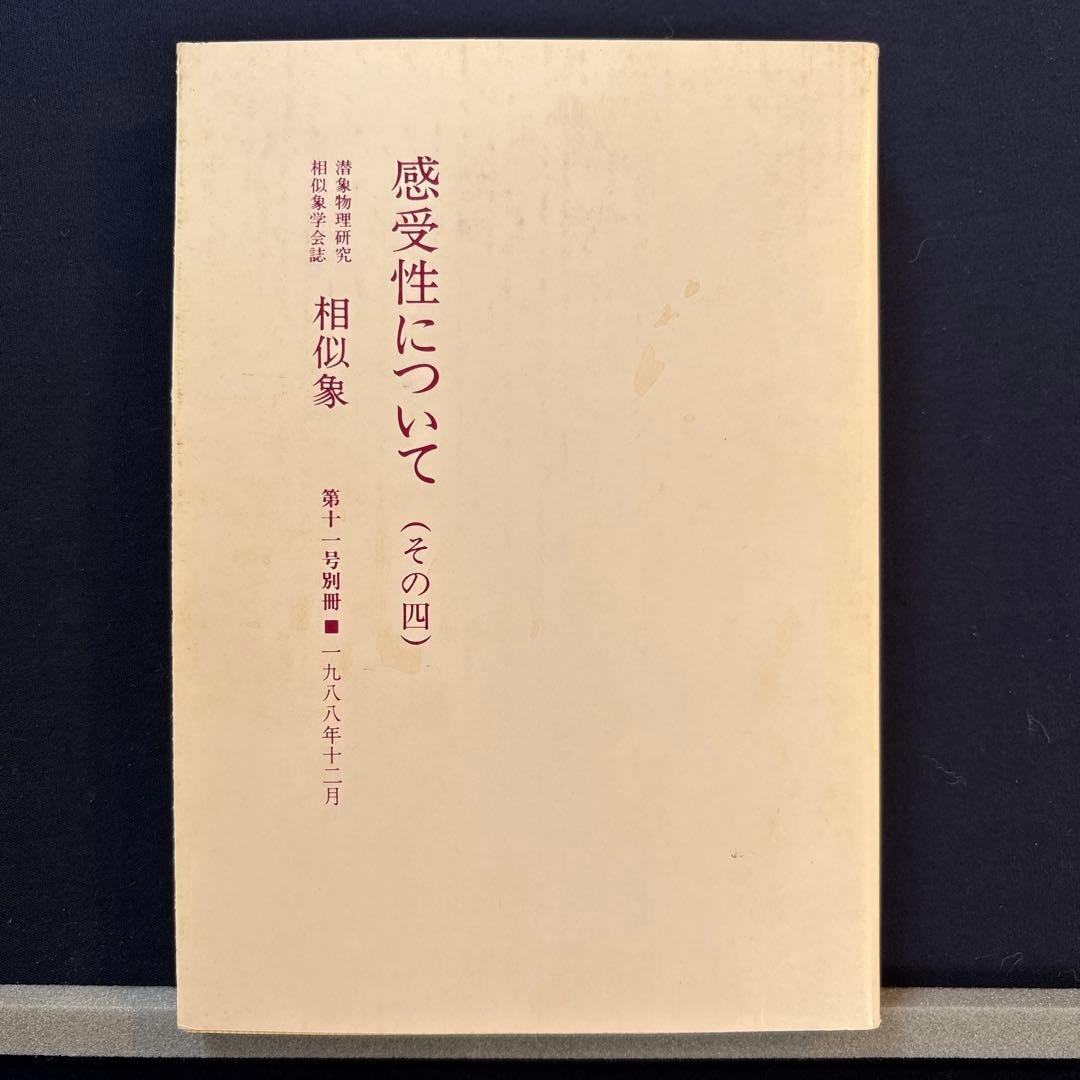 感受性について（その四）
潜象物理研究
相似象学会誌
相似象 第十一号別冊■一九八八年十二月